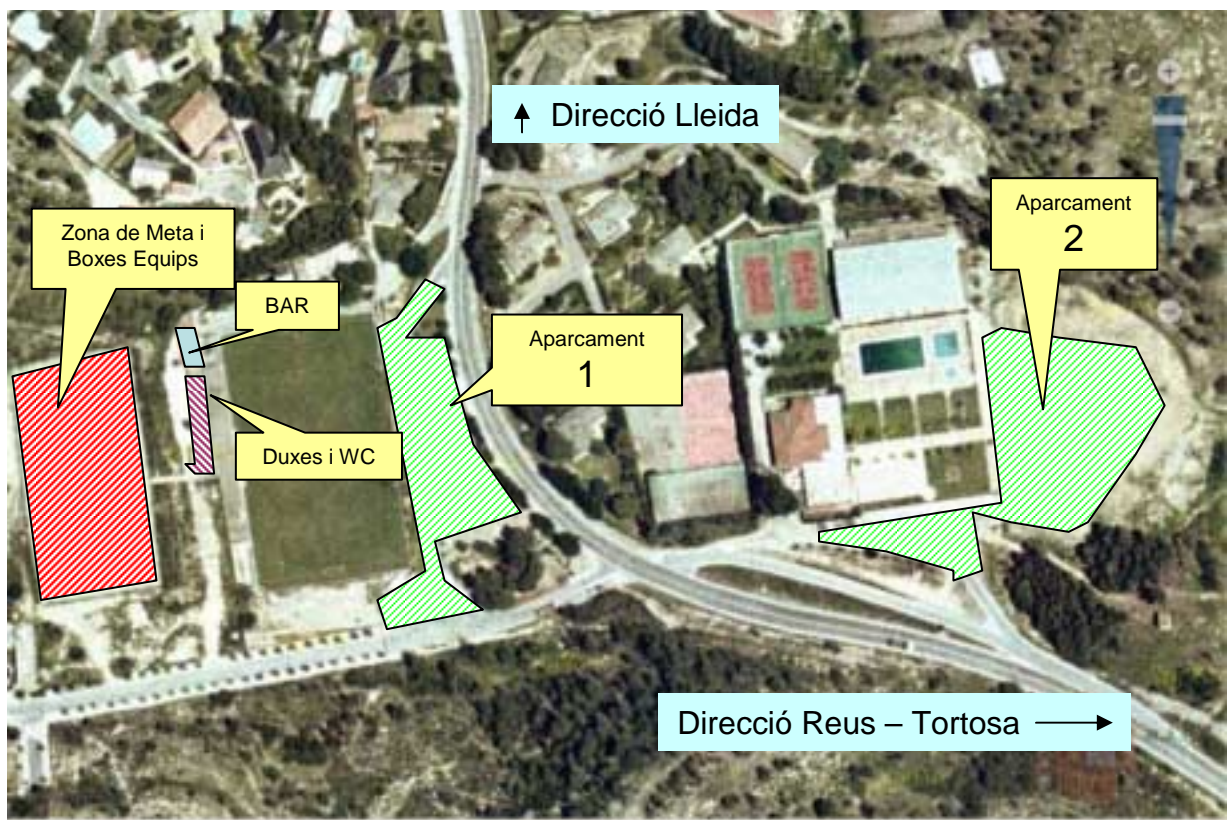 ↑ Direcció Lleida
Aparcament
2
Zona de Meta i
Boxes Equips
BAR
Aparcament
1
Duxes i WC
Direcció Reus – Tortosa →